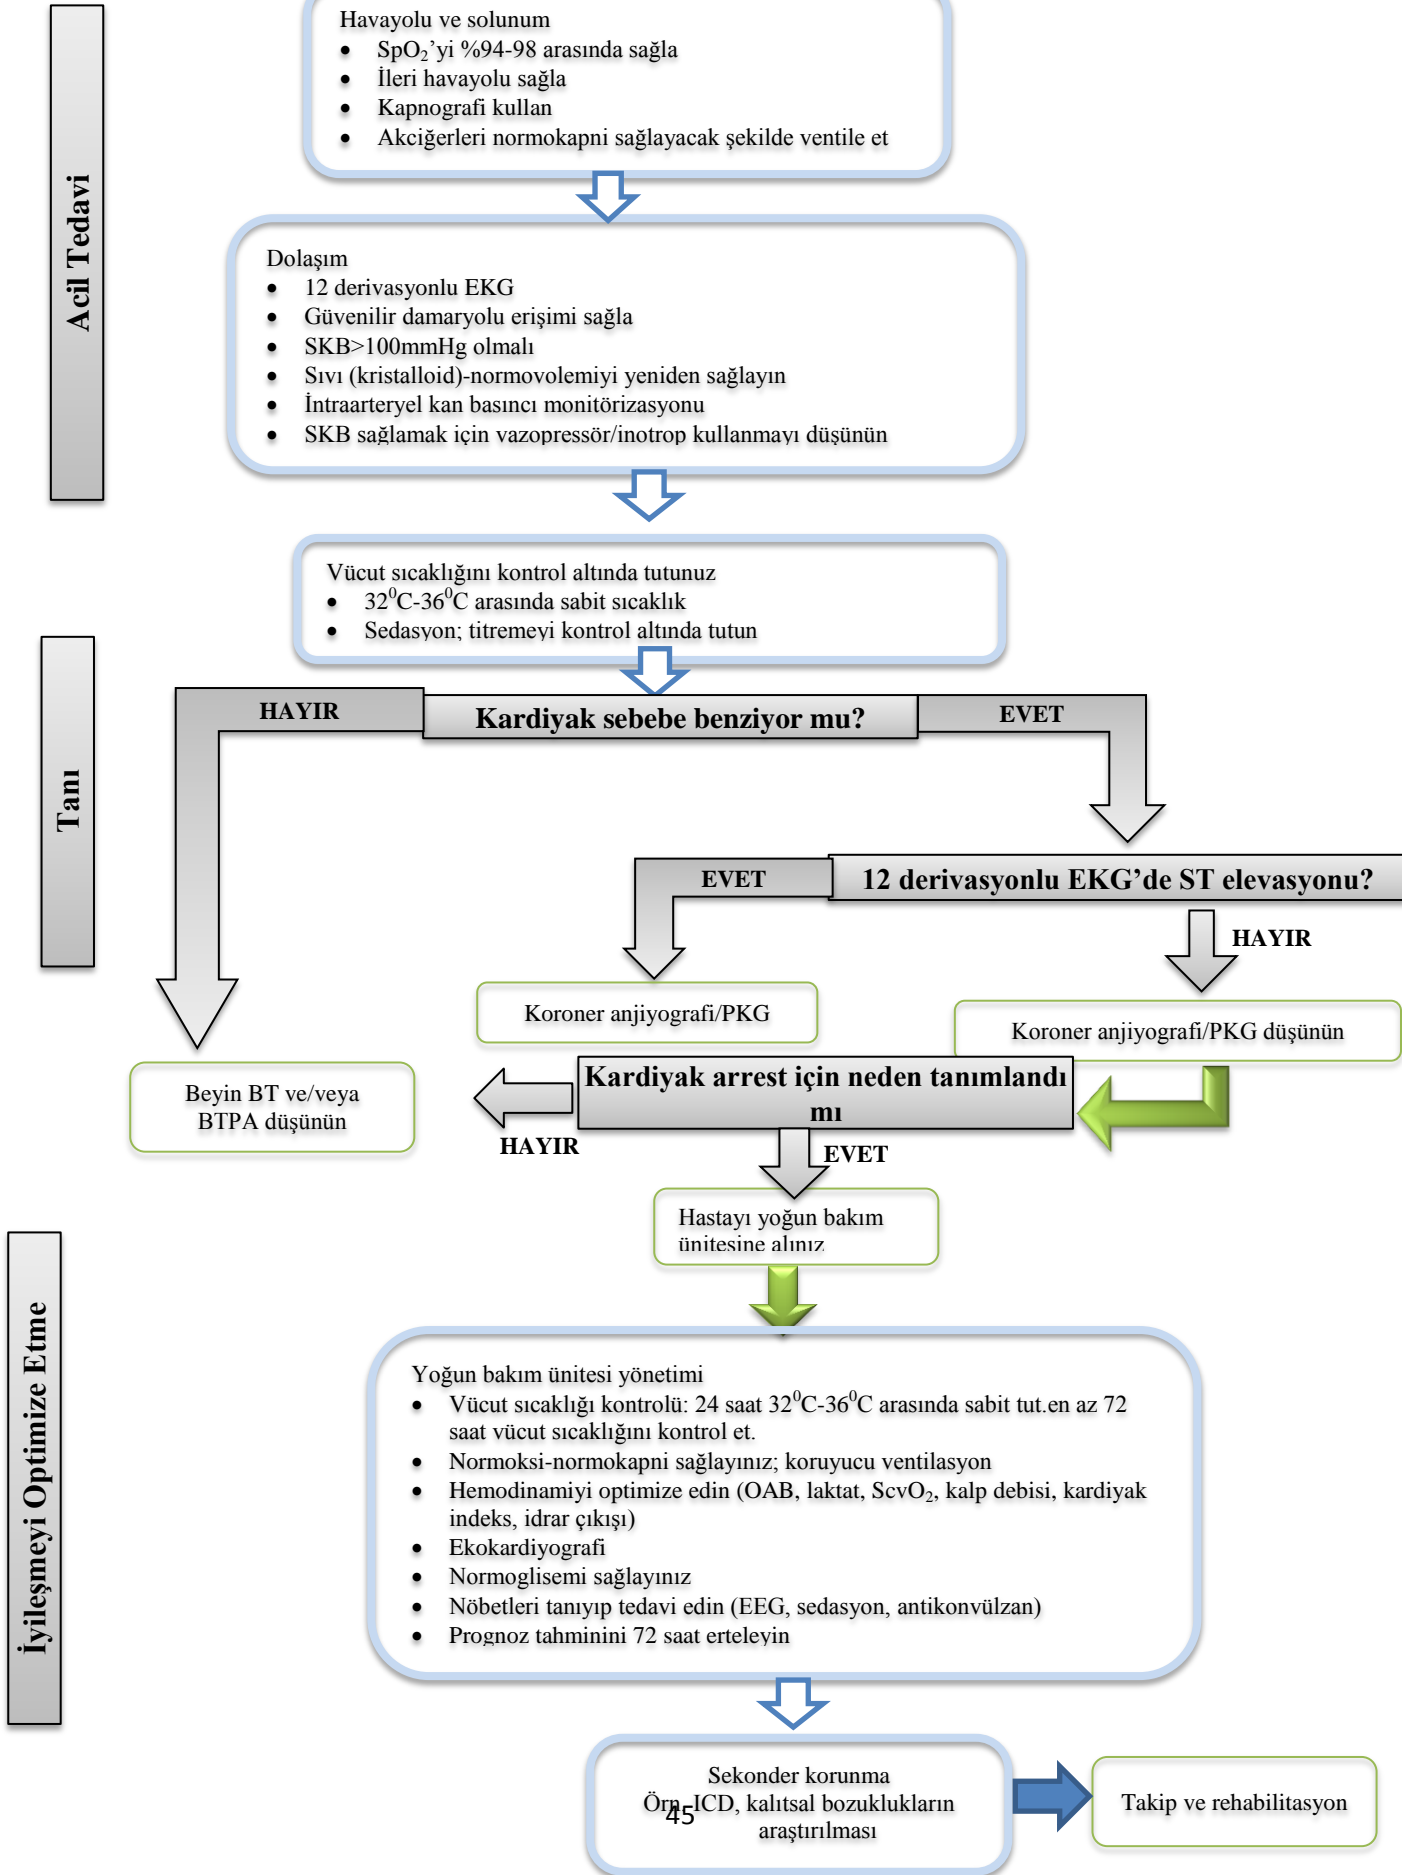 Acil Tedavi
Havayolu ve solunum
• SpO₂’yi %94-98 arasında sağla
• İleri havayolu sağla
• Kapnografi kullan
• Akciğerleri normokapni sağlayacak şekilde ventile et
Dolaşım
• 12 derivasyonlu EKG
• Güvenilir damaryolu erişimi sağla
• SKB>100mmHg olmalı
• Sıvı (kristalloid)-normovolemiyi yeniden sağlayın
• İntraarteryel kan basıncı monitörizasyonu
• SKB sağlamak için vazopressör/inotrop kullanmayı düşünün
Vücut sıcaklığını kontrol altında tutunuz
• 32⁰C-36⁰C arasında sabit sıcaklık
• Sedasyon; titremeyi kontrol altında tutun
Tanı
HAYIR
Kardiyak sebebe benziyor mu?
EVET
EVET
12 derivasyonlu EKG’de ST elevasyonu?
HAYIR
Koroner anjiyografi/PKG
Koroner anjiyografi/PKG düşünün
Beyin BT ve/veya
BTPA düşünün
Kardiyak arrest için neden tanımlandı
mı
HAYIR
EVET
Hastayı yoğun bakım
ünitesine alınız
İyileşmeyi Optimize Etme
Yoğun bakım ünitesi yönetimi
• Vücut sıcaklığı kontrolü: 24 saat 32⁰C-36⁰C arasında sabit tut.en az 72
saat vücut sıcaklığını kontrol et.
• Normoksi-normokapni sağlayınız; koruyucu ventilasyon
• Hemodinamiyi optimize edin (OAB, laktat, ScvO₂, kalp debisi, kardiyak
indeks, idrar çıkışı)
• Ekokardiyografi
• Normoglisemi sağlayınız
• Nöbetleri tanıyıp tedavi edin (EEG, sedasyon, antikonvülzan)
• Prognoz tahminini 72 saat erteleyin
Sekonder korunma
Örn. ICD, kalıtsal bozuklukların
araştırılması
45
Takip ve rehabilitasyon